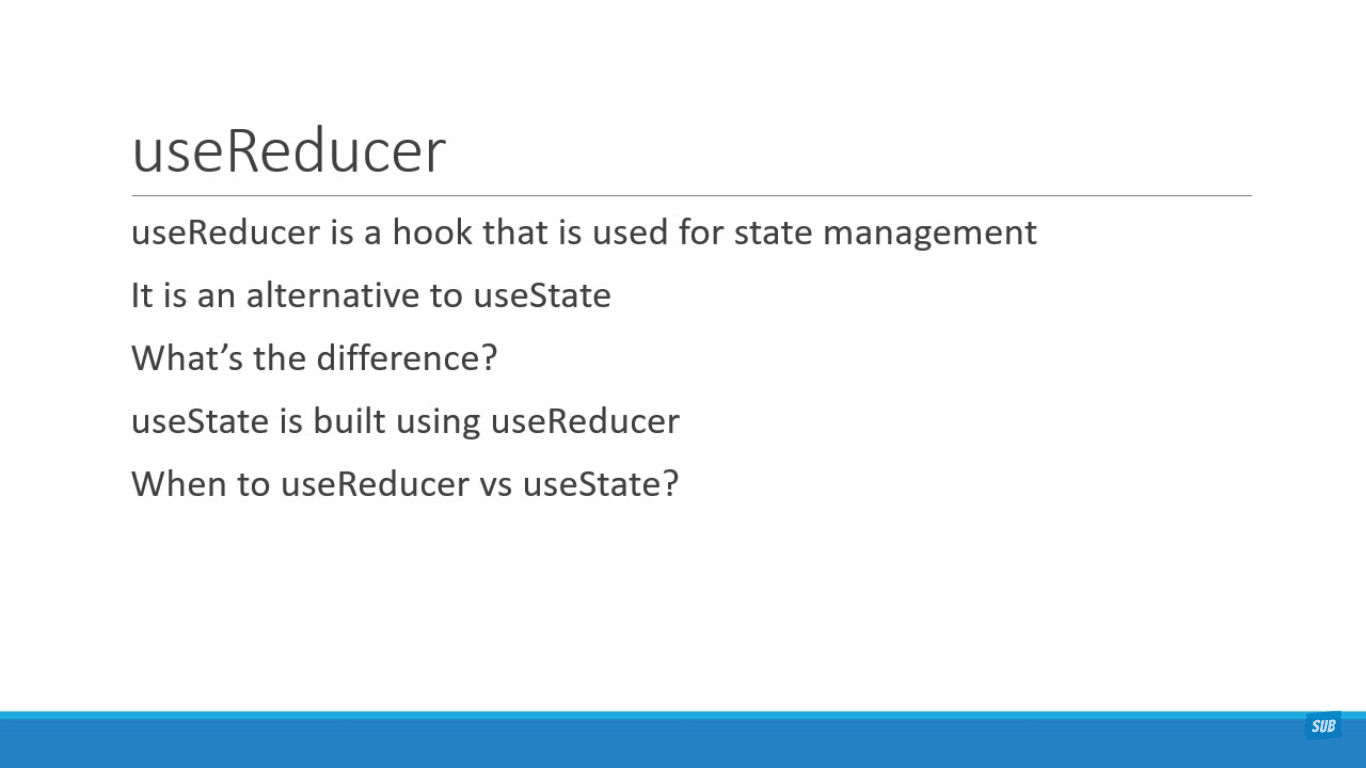 useReducer
useReducer is a hook that is used for state management
It is an alternative to useState
What’s the difference?
useState is built using useReducer
When to useReducer vs useState?
SUB